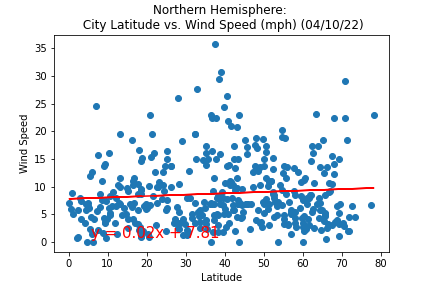 Northern Hemisphere:
City Latitude vs. Wind Speed (mph) (04/10/22)
35
30
25
20
15
10
5
0
Wind Speed
y = 0.02x + 7.81
0 10 20 30 40 50 60 70 80
Latitude